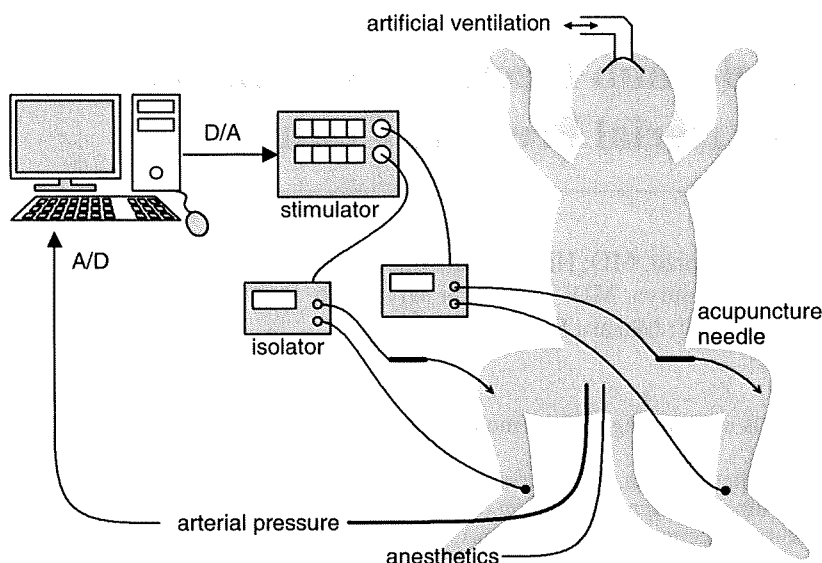 artificial ventilation
D/A
stimulator
A/D
isolator
acupuncture
needle
arterial pressure
anesthetics